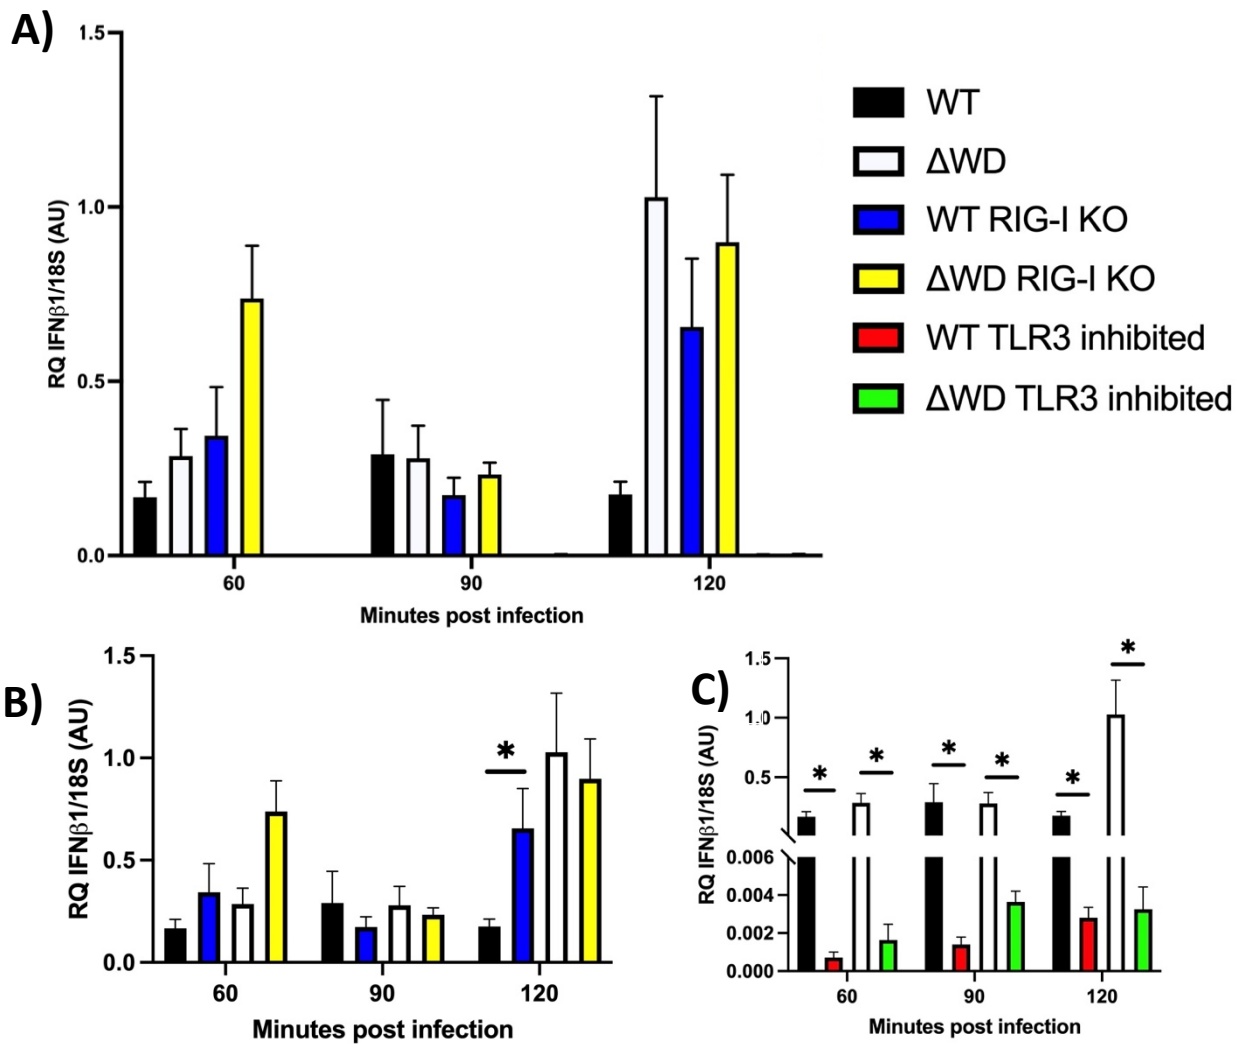 A)
1.5
1.0
0.5
0.0
RQ IFNβ1/18S (AU)
60
90
120
Minutes post infection
WT
ΔWD
WT RIG-I KO
ΔWD RIG-I KO
WT TLR3 inhibited
ΔWD TLR3 inhibited
B)
1.5
1.0
0.5
0.0
RQ IFNβ1/18S (AU)
*
60
90
120
Minutes post infection
C)
1.5
1.0
0.5
0.006
0.004
0.002
0.000
RQ IFNβ1/18S (AU)
*
*
*
*
*
*
60
90
120
Minutes post infection